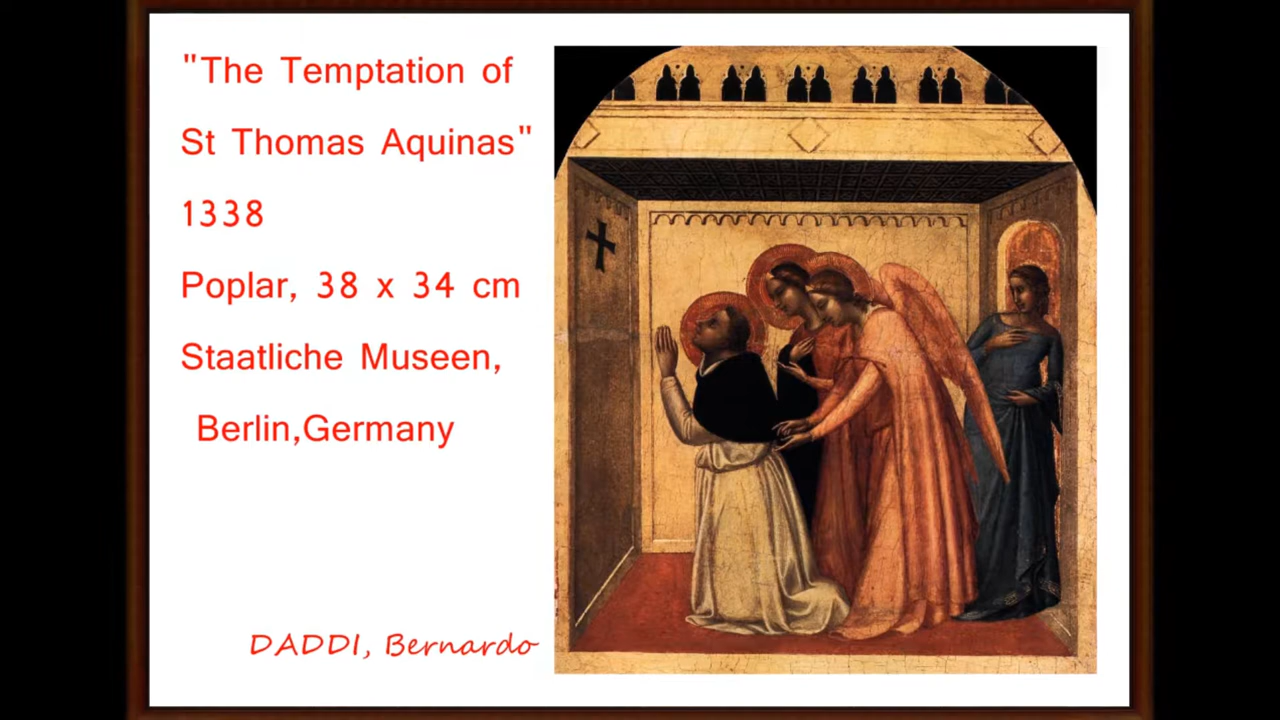 "The Temptation of
St Thomas Aquinas"
1338
Poplar, 38 x 34 cm
Staatliche Museen,
Berlin,Germany
DADDI, Bernardo